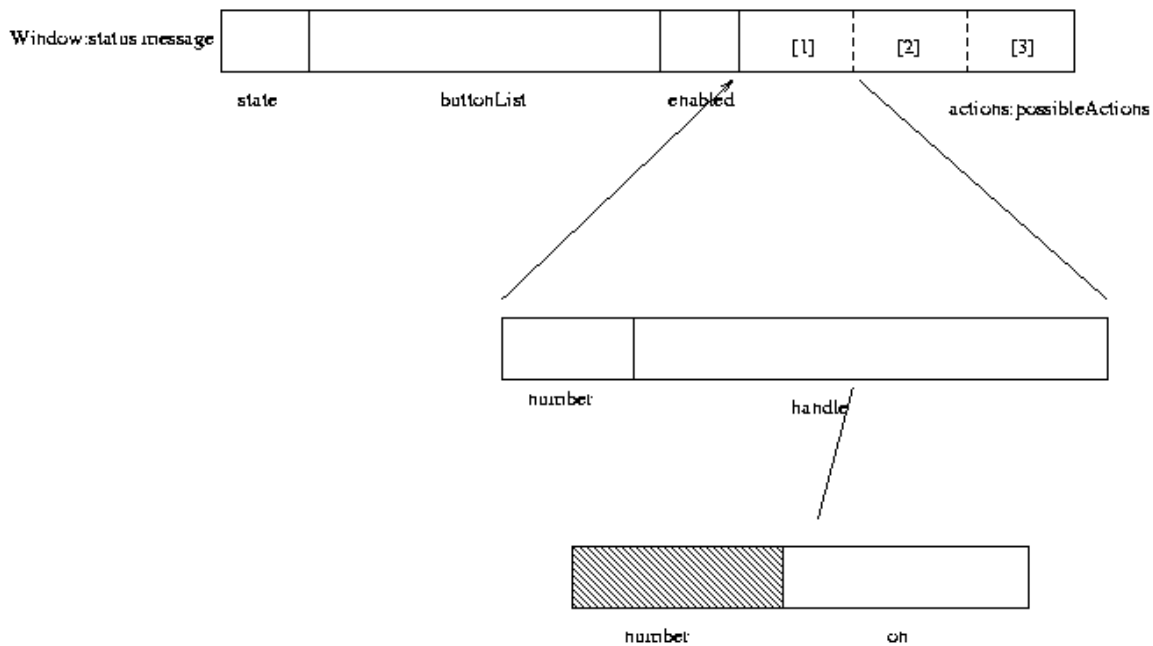 Window:status message
[1] [2] [3]
state buttonList enabled actions:possibleActions
number handle
number on